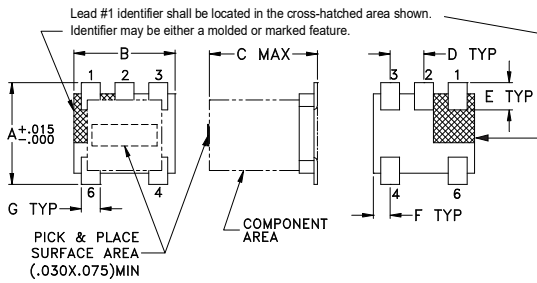 Lead #1 identifier shall be located in the cross-hatched area shown.
Identifier may be either a molded or marked feature.
B
C MAX
D TYP
1 2 3
3 2 1
E TYP
A +.015
-.000
6 4
4 6
G TYP
F TYP
PICK & PLACE
SURFACE AREA
(.030X.075)MIN
COMPONENT
AREA